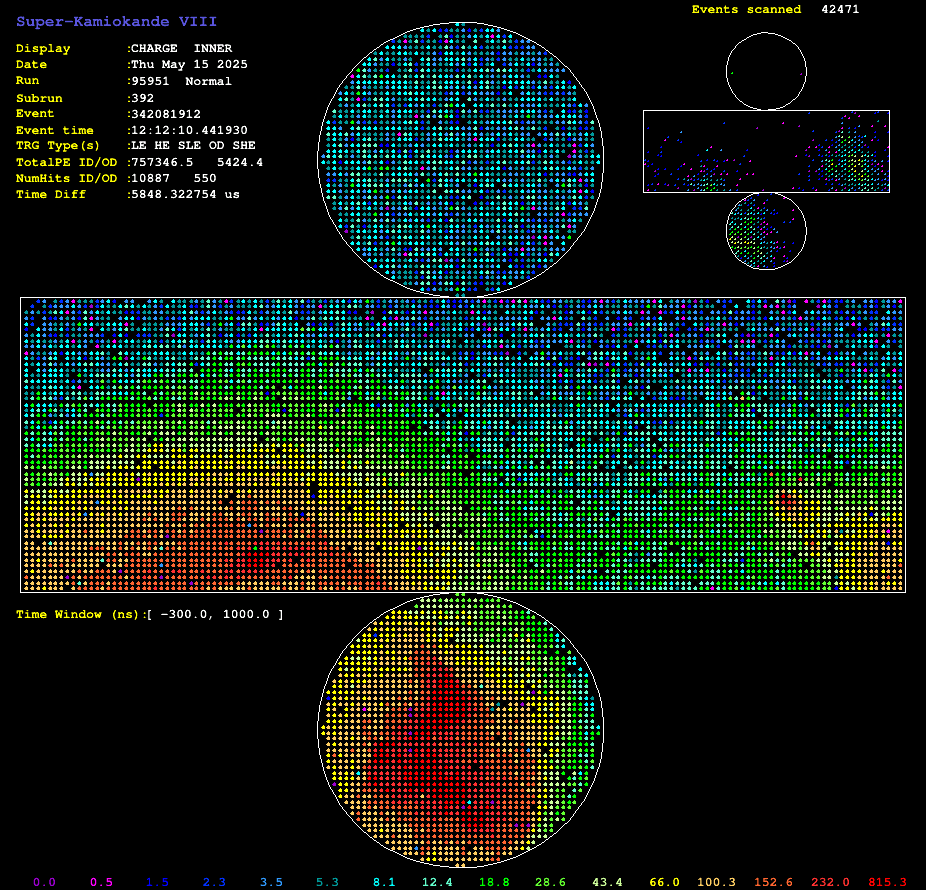 Super-Kamiokande VIII
Events scanned 42471
Display :CHARGE INNER
Date :Thu May 15 2025
Run :95951 Normal
Subrun :392
Event :342081912
Event time :12:12:10.441930
TRG Type(s) :LE HE SLE OD SHE
TotalPE ID/OD :757346.5 5424.4
NumHits ID/OD :10887 550
Time Diff :5848.322754 us
Time Window (ns):[ -300.0, 1000.0 ]
0.0 0.5 1.5 2.3 3.5 5.3 8.1 12.4 18.8 28.6 43.4 66.0 100.3 152.6 232.0 815.3